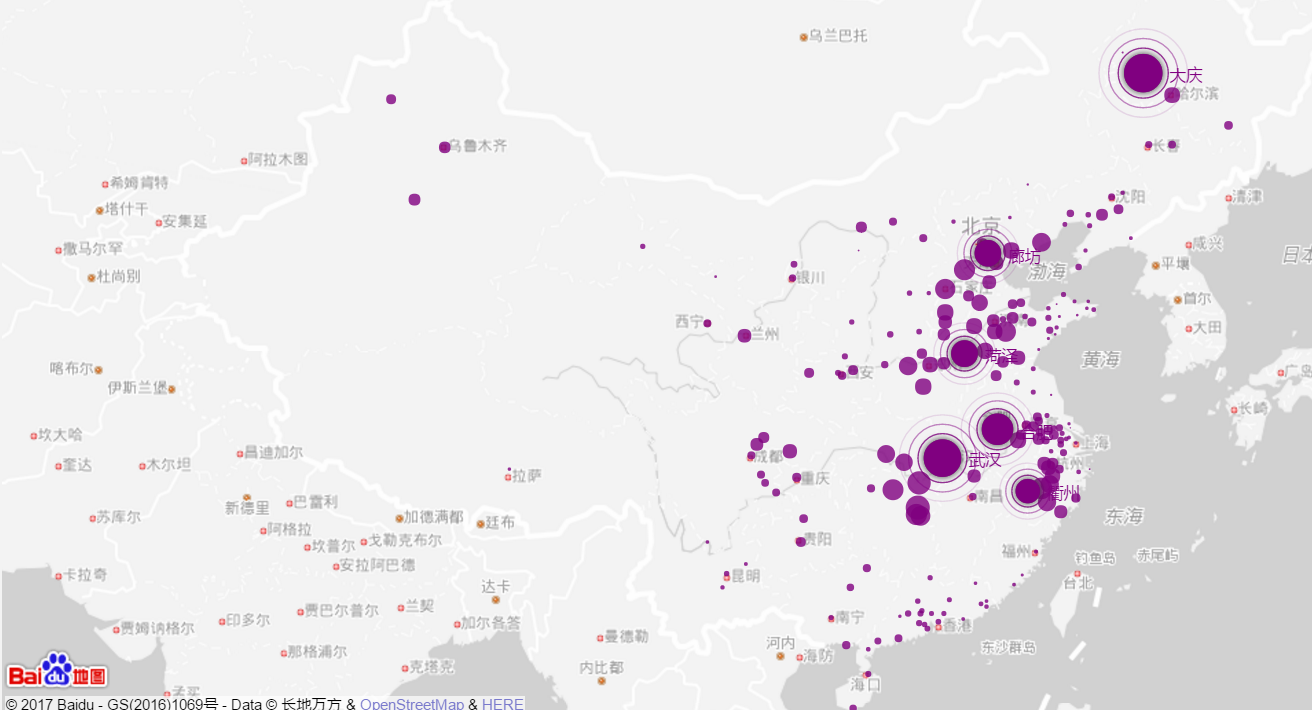 乌兰巴托
大庆
哈尔滨
乌鲁木齐
长春
阿拉木图
希姆肯特
沈阳
清津
塔什干
安集延
北京
撒马尔罕
咸兴
日本
廊坊
平壤
渤海
杜尚别
银川
石家庄
首尔
西宁
兰州
大田
菏泽
黄海
喀布尔
西安
广岛
伊斯兰堡
长崎
坎大哈
合肥
上海
昌迪加尔
成都
武汉
杭州
奎达
木尔坦
拉萨
重庆
衢州
南昌
新德里
巴雷利
苏库尔
加德满都
廷布
东海
阿格拉
戈勒克布尔
贵阳
坎普尔
福州
钓鱼岛
赤尾屿
阿拉哈巴德
卡拉奇
昆明
台北
达卡
贾巴尔普尔
兰契
印多尔
加尔各答
南宁
香港
贾姆讷格尔
曼德勒
河内
海防
东沙群岛
那格浦尔
克塔克
内比都
海口
Bai du 地图
孟买
© 2017 Baidu - GS(2016)1069号 - Data © 长地万方 & OpenStreetMap & HERE